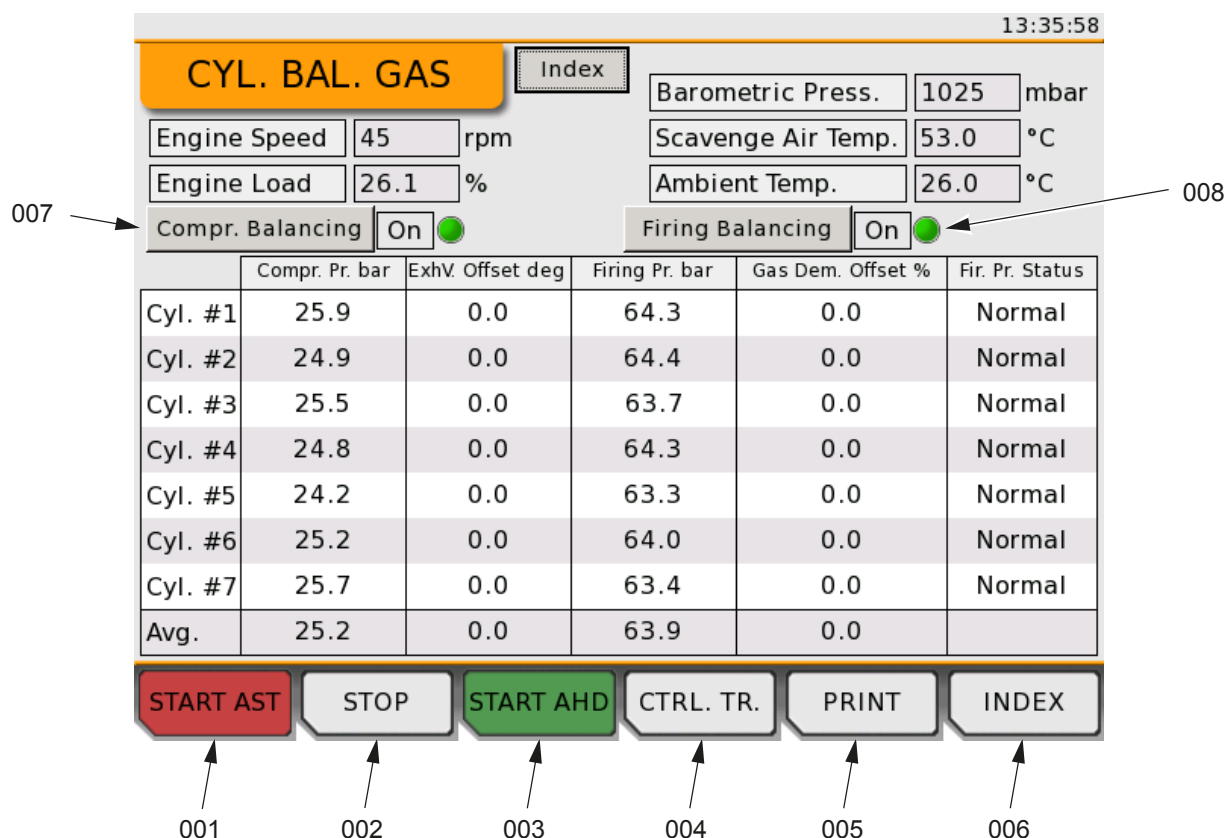 13:35:58
CYL. BAL. GAS
Index
Barometric Press. 1025 mbar
Engine Speed 45 rpm
Scavenge Air Temp. 53.0 °C
Engine Load 26.1 %
Ambient Temp. 26.0 °C
007
008
Compr. Balancing On
Firing Balancing On
Compr. Pr. bar ExhV. Offset deg Firing Pr. bar Gas Dem. Offset % Fir. Pr. Status
Cyl. #1 25.9 0.0 64.3 0.0 Normal
Cyl. #2 24.9 0.0 64.4 0.0 Normal
Cyl. #3 25.5 0.0 63.7 0.0 Normal
Cyl. #4 24.8 0.0 64.3 0.0 Normal
Cyl. #5 24.2 0.0 63.3 0.0 Normal
Cyl. #6 25.2 0.0 64.0 0.0 Normal
Cyl. #7 25.7 0.0 63.4 0.0 Normal
Avg. 25.2 0.0 63.9 0.0
START AST STOP START AHD CTRL. TR. PRINT INDEX
001 002 003 004 005 006